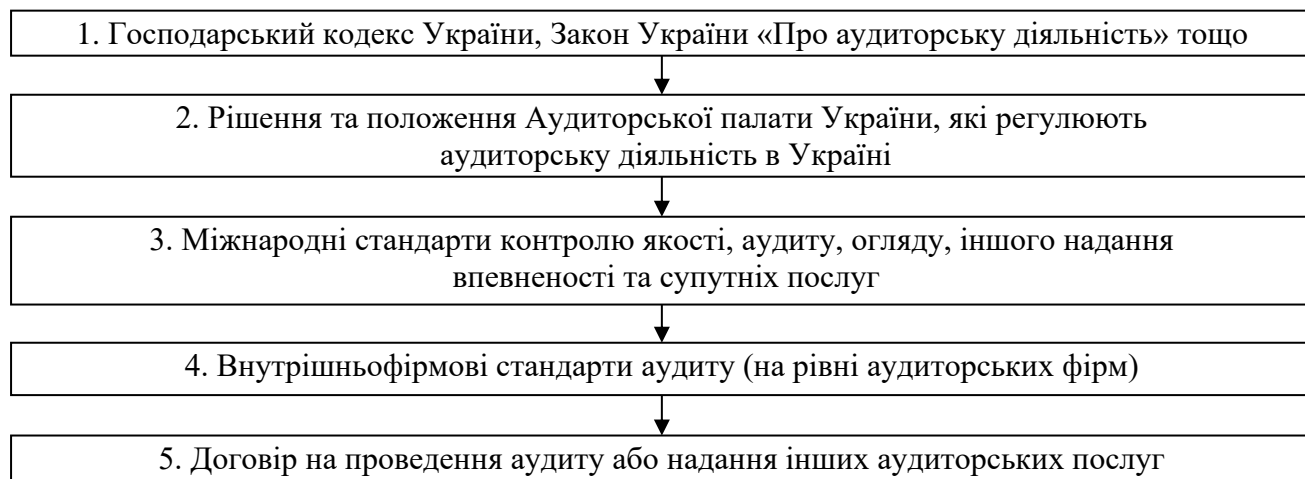 1. Господарський кодекс України, Закон України «Про аудиторську діяльність» тощо
2. Рішення та положення Аудиторської палати України, які регулюють
аудиторську діяльність в Україні
3. Міжнародні стандарти контролю якості, аудиту, огляду, іншого надання
впевненості та супутніх послуг
4. Внутрішньофірмові стандарти аудиту (на рівні аудиторських фірм)
5. Договір на проведення аудиту або надання інших аудиторських послуг